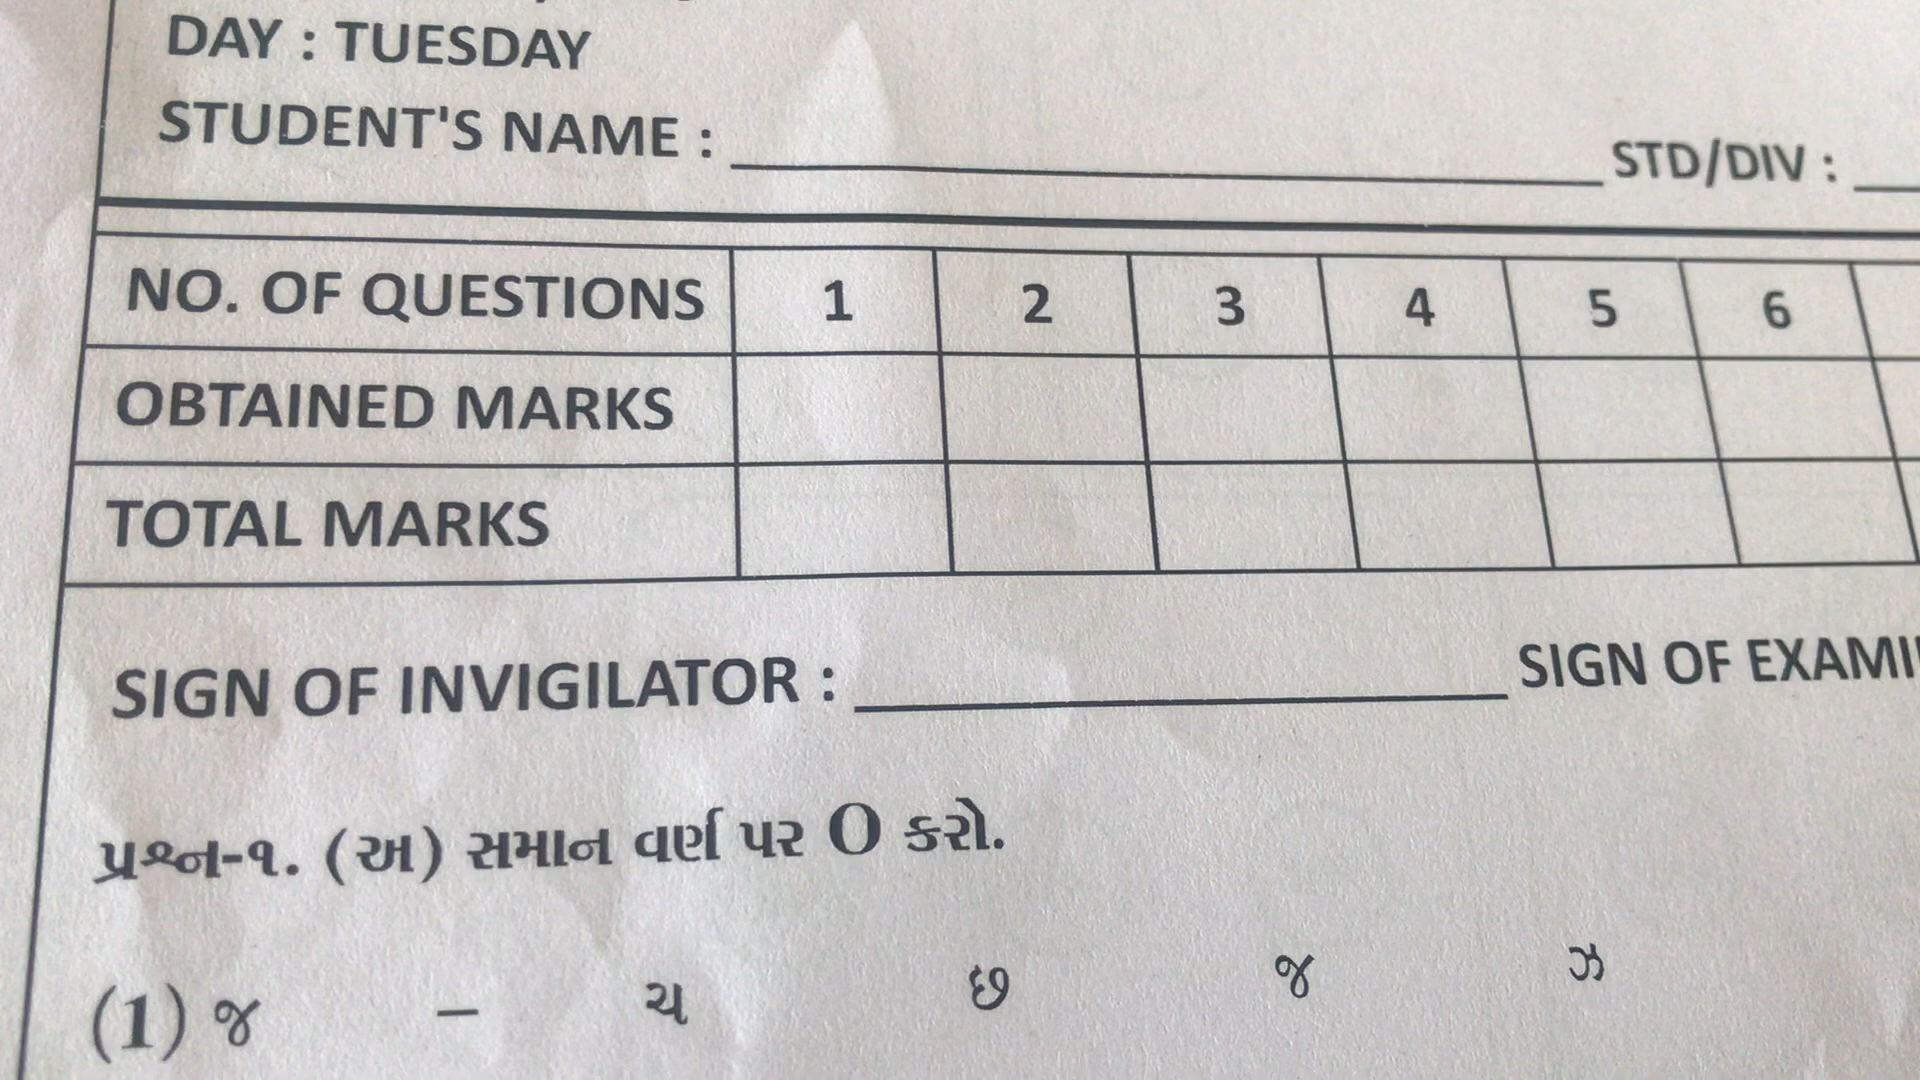 DAY : TUESDAY
STUDENT'S NAME : STD/DIV :
NO. OF QUESTIONS 1 2 3 4 5 6
OBTAINED MARKS
TOTAL MARKS
SIGN OF INVIGILATOR : SIGN OF
પ્રશ્ન-૧. (અ) સમાન વર્ણ પર O કરો.
(1) જ – ચ છ જ ઝ